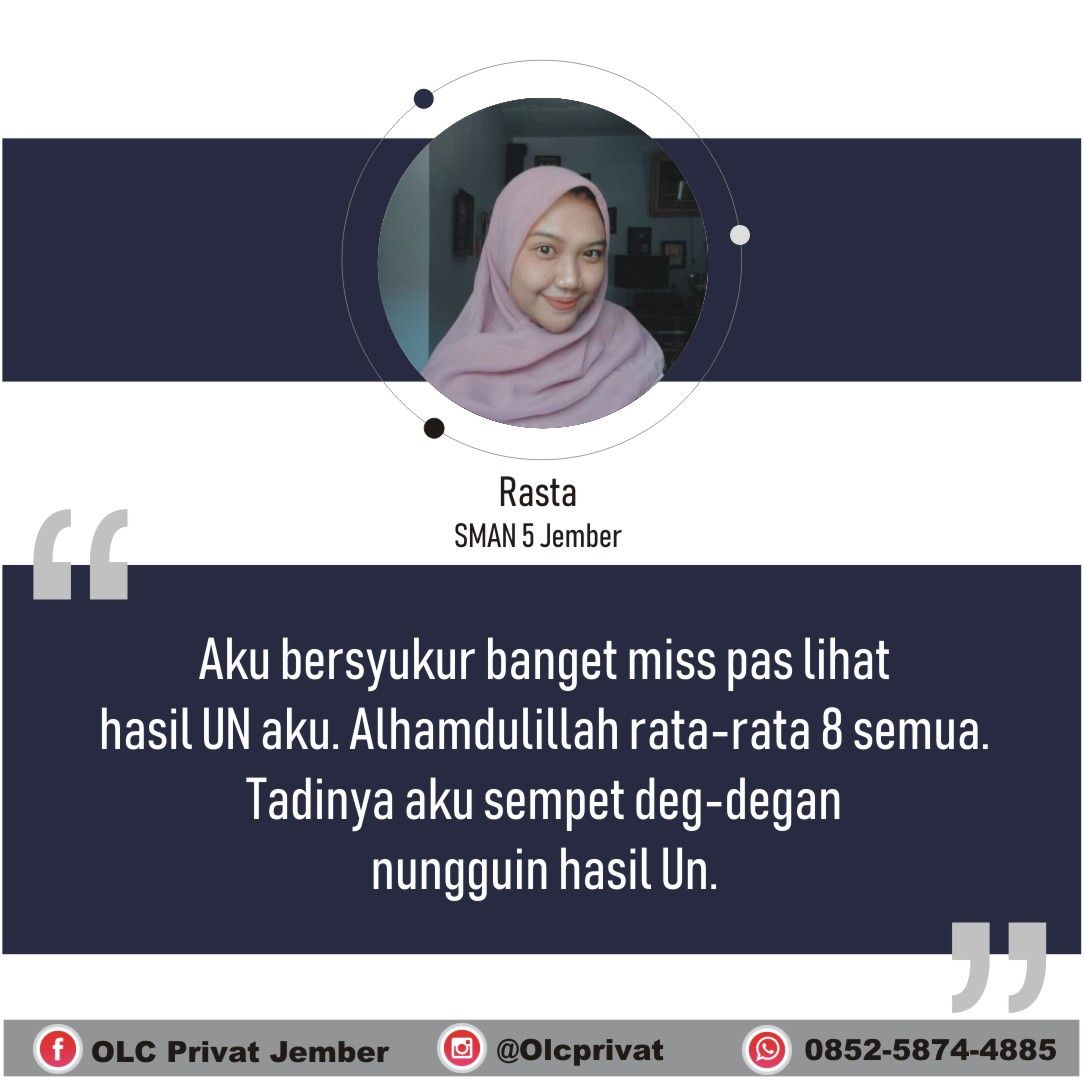 Rasta
SMAN 5 Jember
Aku bersyukur banget miss pas lihat
hasil UN aku. Alhamdulillah rata-rata 8 semua.
Tadinya aku sempet deg-degan
nungguin hasil Un.
OLC Privat Jember @Olcprivat 0852-5874-4885